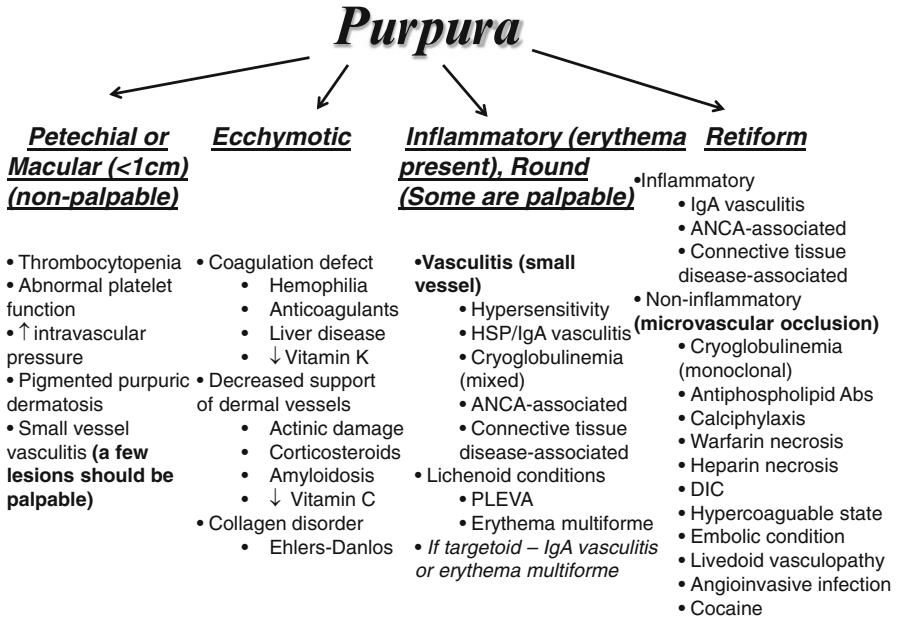 Purpura
Petechial or
Macular (<1cm)
(non-palpable)
• Thrombocytopenia
• Abnormal platelet
function
• ↑ intravascular
pressure
• Pigmented purpuric
dermatosis
• Small vessel
vasculitis (a few
lesions should be
palpable)
Ecchymotic
• Coagulation defect
• Hemophilia
• Anticoagulants
• Liver disease
• ↓ Vitamin K
• Decreased support
of dermal vessels
• Actinic damage
• Corticosteroids
• Amyloidosis
• ↓ Vitamin C
• Collagen disorder
• Ehlers-Danlos
Inflammatory (erythema
present), Round
(Some are palpable)
•Vasculitis (small
vessel)
• Hypersensitivity
• HSP/IgA vasculitis
• Cryoglobulinemia
(mixed)
• ANCA-associated
• Connective tissue
disease-associated
• Lichenoid conditions
• PLEVA
• Erythema multiforme
• If targetoid – IgA vasculitis
or erythema multiforme
Retiform
•Inflammatory
• IgA vasculitis
• ANCA-associated
• Connective tissue
disease-associated
• Non-inflammatory
(microvascular occlusion)
• Cryoglobulinemia
(monoclonal)
• Antiphospholipid Abs
• Calciphylaxis
• Warfarin necrosis
• Heparin necrosis
• DIC
• Hypercoaguable state
• Embolic condition
• Livedoid vasculopathy
• Angioinvasive infection
• Cocaine